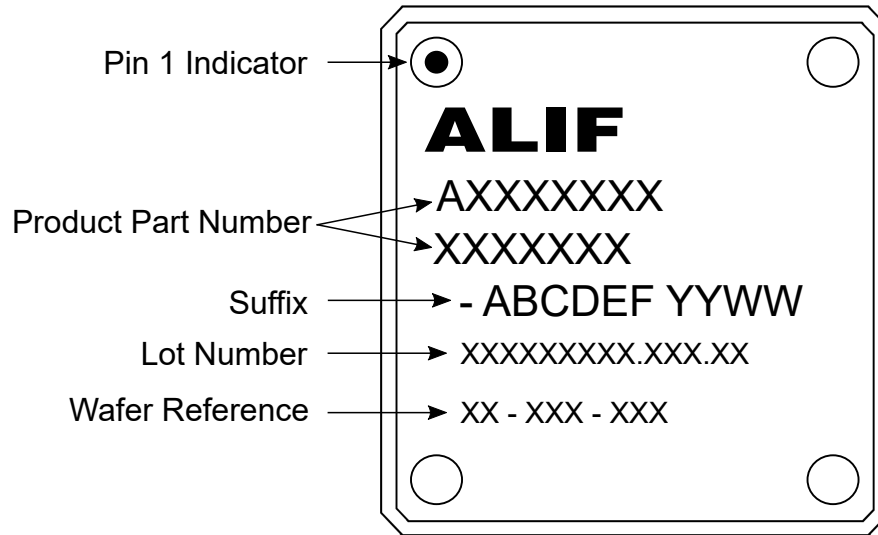 Pin 1 Indicator
ALIF
AXXXXXXXX
Product Part Number
XXXXXXX
Suffix - ABCDEF YYWW
Lot Number XXXXXXXXX.XXX.XX
Wafer Reference XX - XXX - XXX